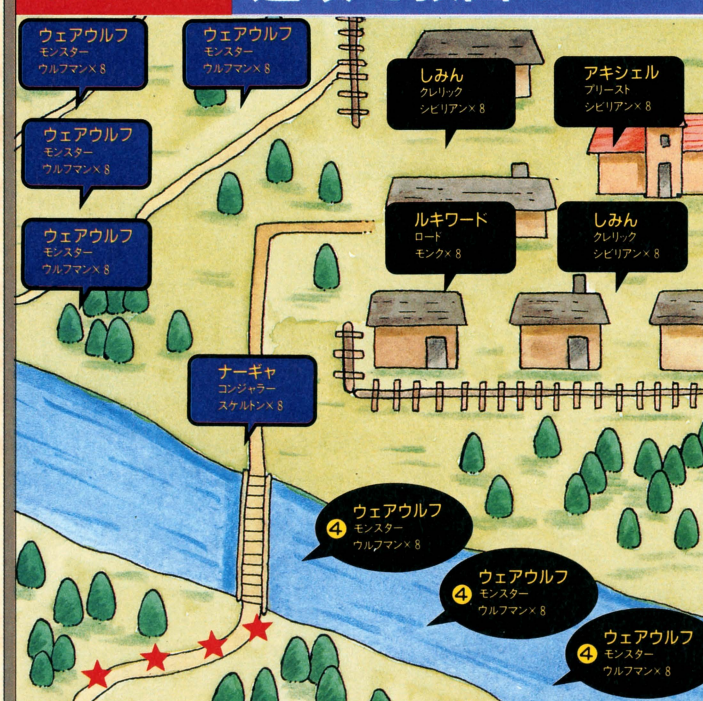 ウェアウルフ
モンスター
ウルフマン×8
ウェアウルフ
モンスター
ウルフマン×8
しみん
クレリック
シビリアン×8
アキシェル
プリースト
シビリアン×8
ウェアウルフ
モンスター
ウルフマン×8
ルキワード
ロード
モンク×8
しみん
クレリック
シビリアン×8
ウェアウルフ
モンスター
ウルフマン×8
ナーギャ
コンジャラー
スケルトン×8
④
ウェアウルフ
モンスター
ウルフマン×8
④
ウェアウルフ
モンスター
ウルフマン×8
④
ウェアウルフ
モンスター
ウルフマン×8